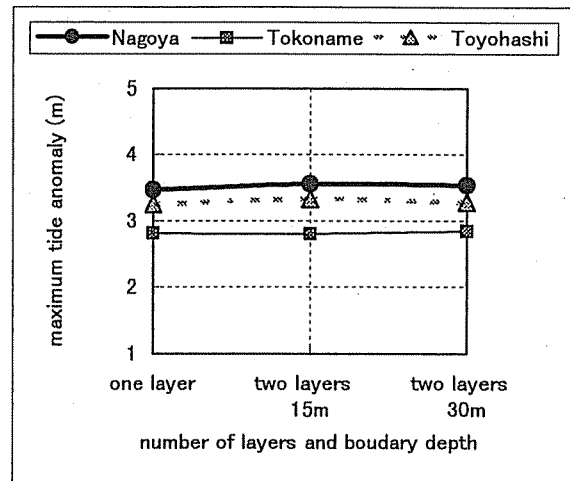 Nagoya Tokoname Toyohashi
5
4
3
2
1
maximum tide anomaly (m)
one layer two layers two layers
15m 30m
number of layers and boudary depth